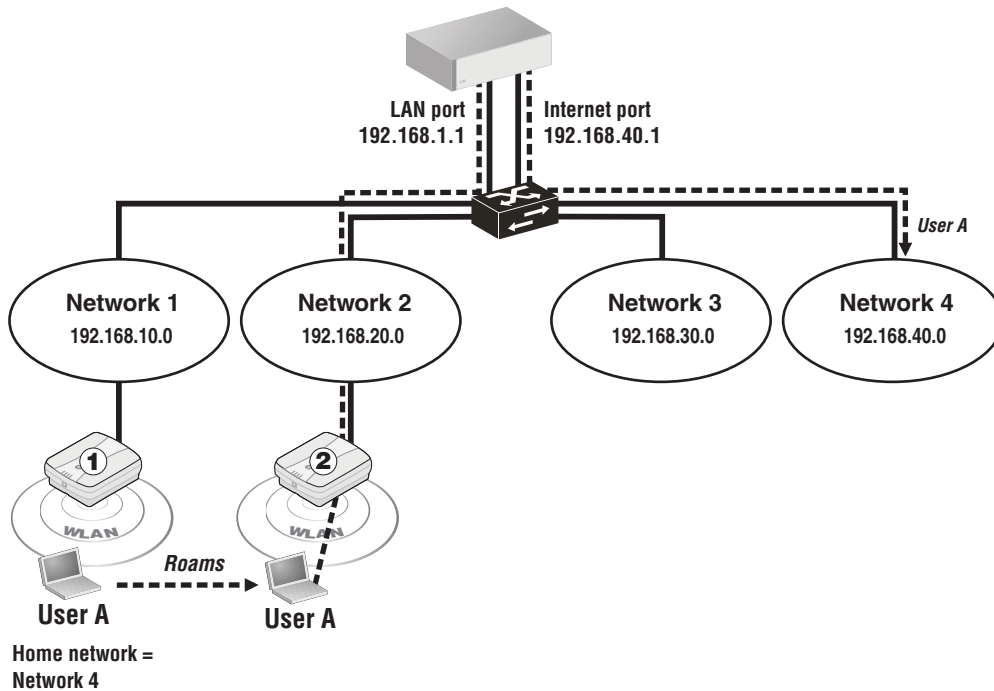 LAN port
192.168.1.1
Internet port
192.168.40.1
User A
Network 1
192.168.10.0
Network 2
192.168.20.0
Network 3
192.168.30.0
Network 4
192.168.40.0
1
2
WLAN
WLAN
Roams
User A
User A
Home network =
Network 4